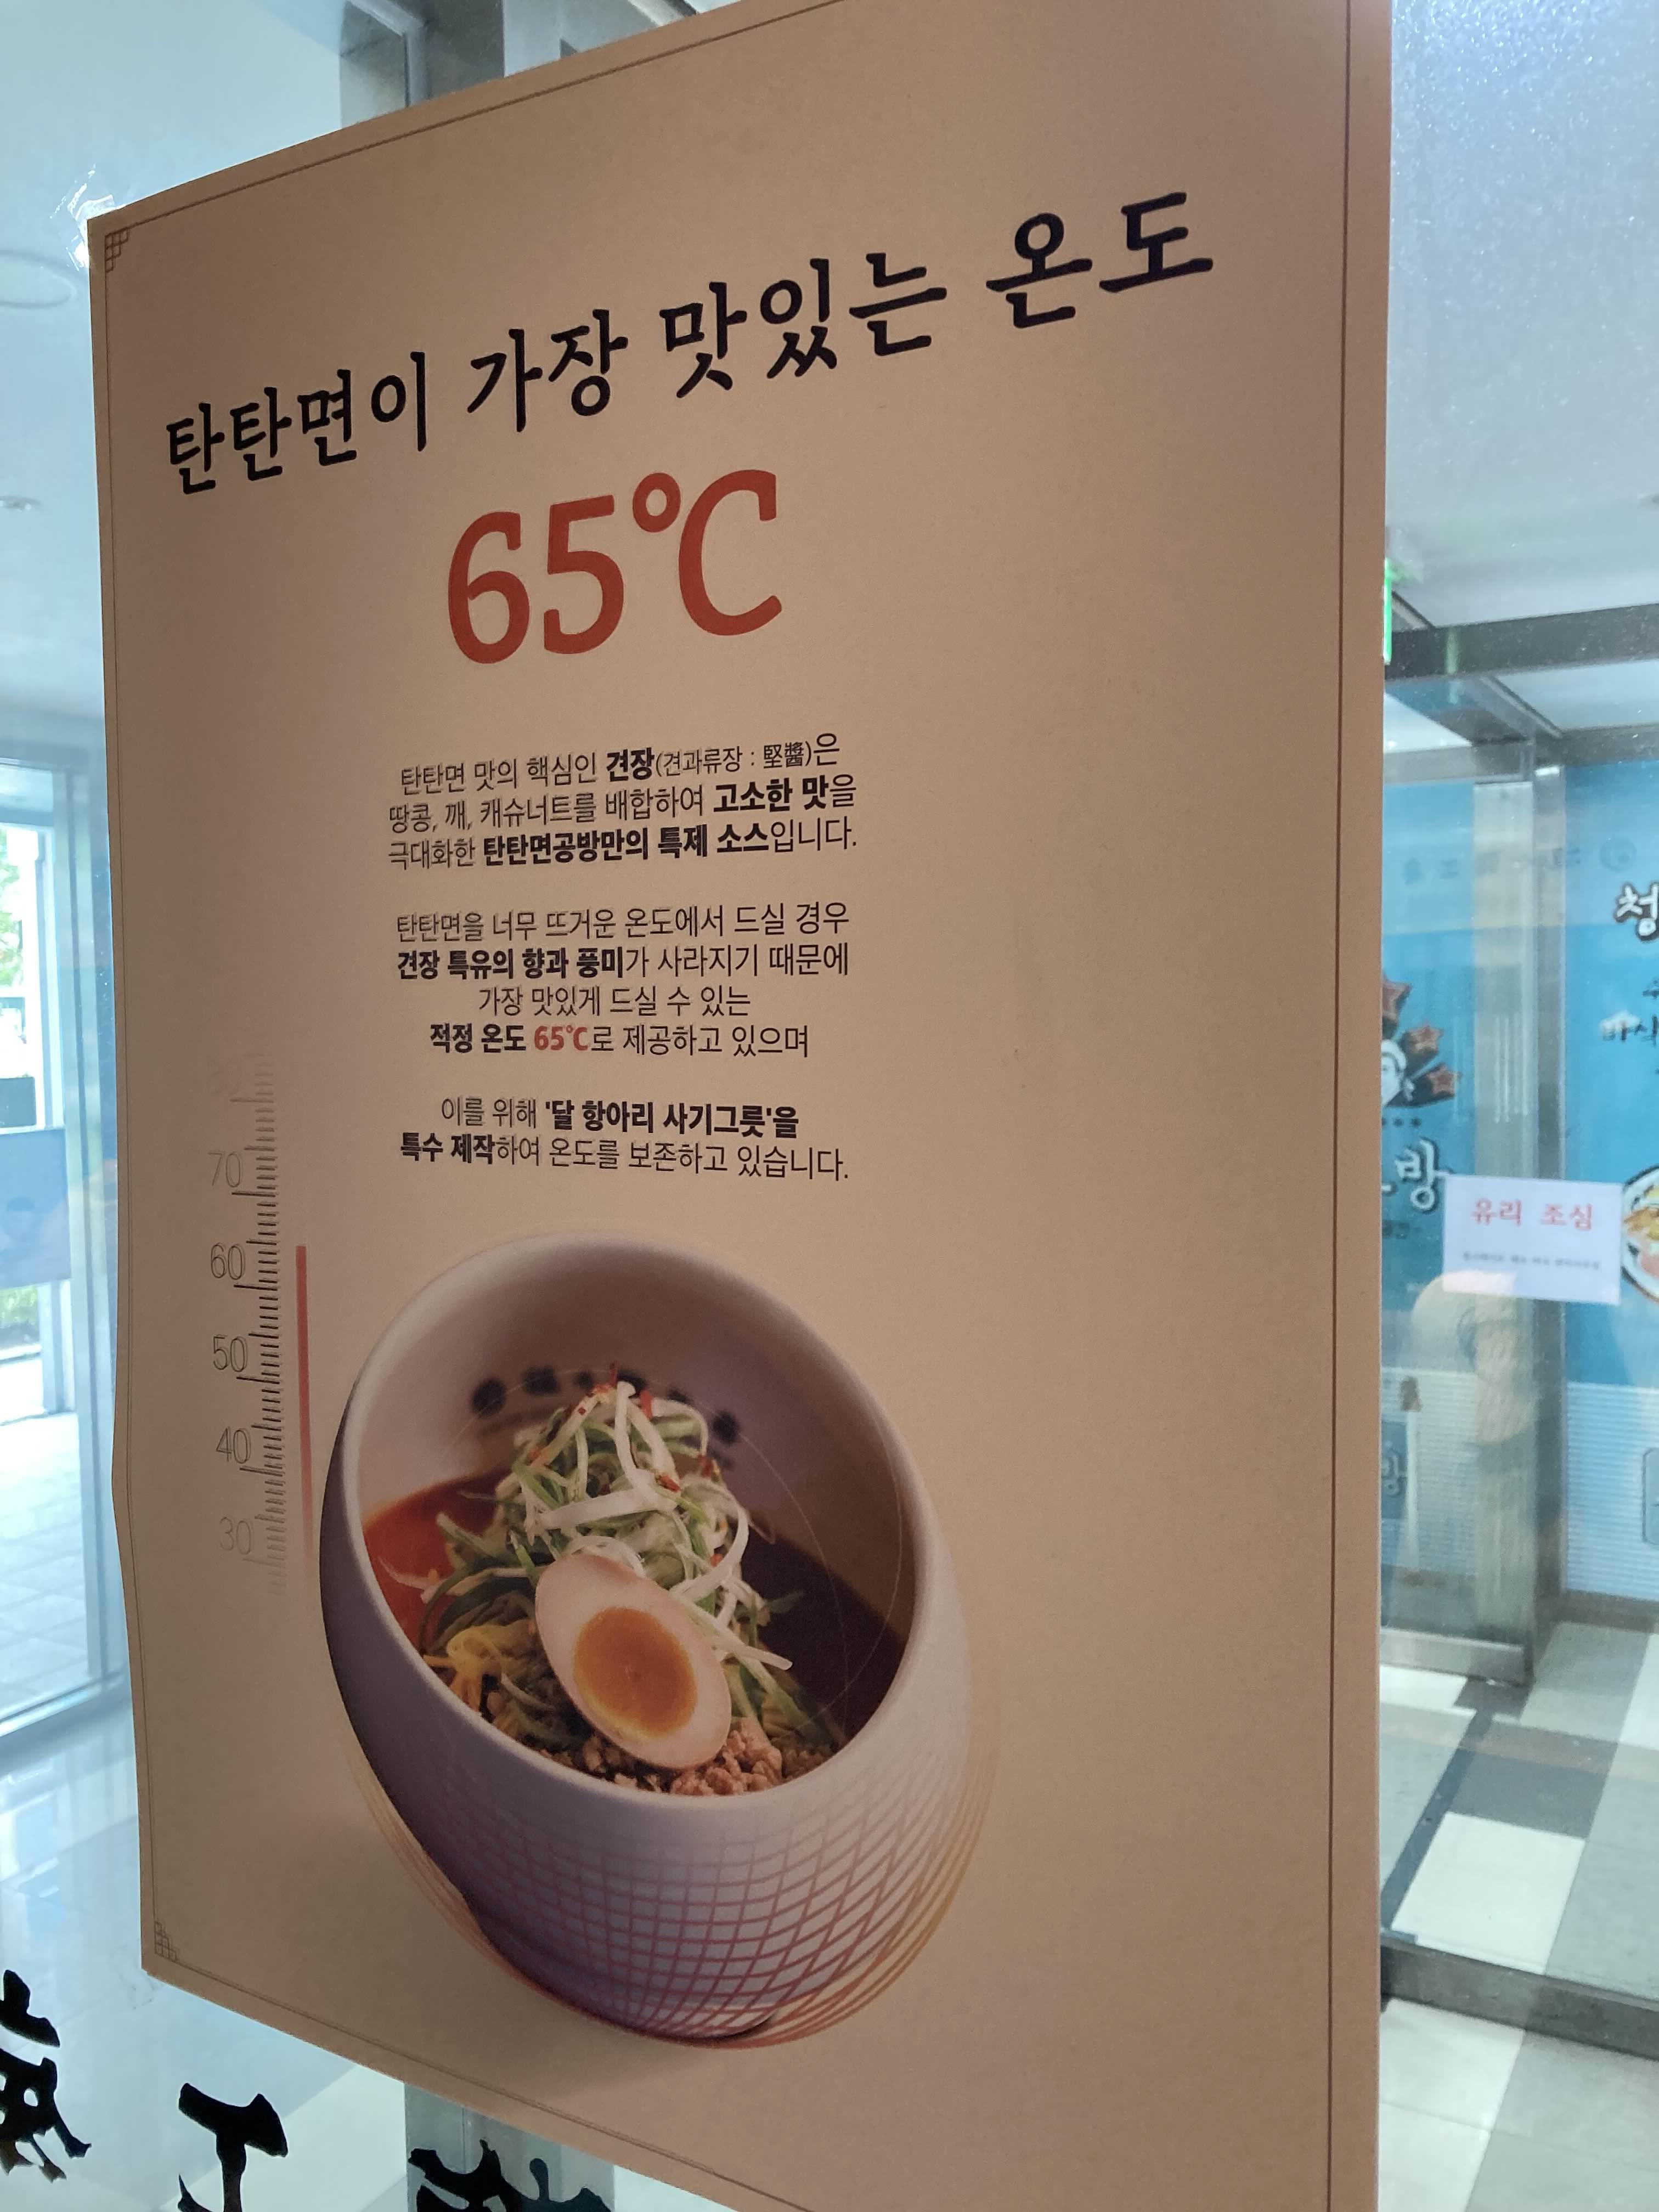 탄탄면이 가장 맛있는 온도
65℃
탄탄면 맛의 핵심인 견장(견과류장 : 堅醬)은
땅콩, 깨, 캐슈너트를 배합하여 고소한 맛을
극대화한 탄탄면공방만의 특제 소스입니다.
탄탄면을 너무 뜨거운 온도에서 드실 경우
견장 특유의 향과 풍미가 사라지기 때문에
가장 맛있게 드실 수 있는
적정 온도 65℃로 제공하고 있으며
이를 위해 '달 항아리 사기그릇'을
특수 제작하여 온도를 보존하고 있습니다.
70
60
50
40
30
유리 조심
청
방